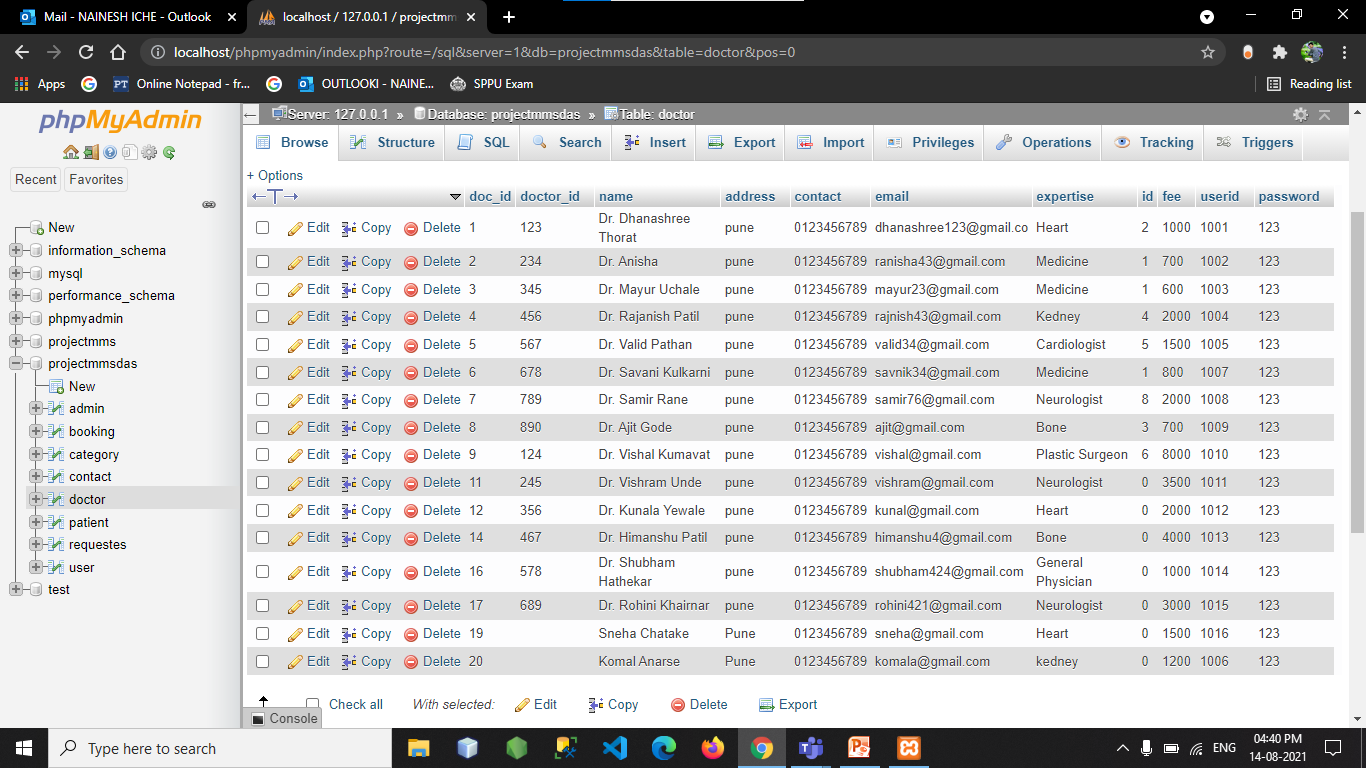 Mail - NAINESH ICHE - Outlook
localhost / 127.0.0.1 / projectmm
localhost/phpmyadmin/index.php?route=/sql&server=1&db=projectmmsdas&table=doctor&pos=0
Apps PT Online Notepad - fr... OUTLOOKI - NAINE... SPPU Exam Reading list
phpMyAdmin
Recent Favorites
New
information_schema
mysql
performance_schema
phpmyadmin
projectmms
projectmmsdas
New
admin
booking
category
contact
doctor
patient
requestes
user
test
Server: 127.0.0.1 » Database: projectmmsdas » Table: doctor
Browse Structure SQL Search Insert Export Import Privileges Operations Tracking Triggers
+ Options
doc_id doctor_id name address contact email expertise id fee userid password
Edit Copy Delete 1 123 Dr. Dhanashree Thorat pune 0123456789 dhanashree123@gmail.co Heart 2 1000 1001 123
Edit Copy Delete 2 234 Dr. Anisha pune 0123456789 ranisha43@gmail.com Medicine 1 700 1002 123
Edit Copy Delete 3 345 Dr. Mayur Uchale pune 0123456789 mayur23@gmail.com Medicine 1 600 1003 123
Edit Copy Delete 4 456 Dr. Rajanish Patil pune 0123456789 rajnish43@gmail.com Kedney 4 2000 1004 123
Edit Copy Delete 5 567 Dr. Valid Pathan pune 0123456789 valid34@gmail.com Cardiologist 5 1500 1005 123
Edit Copy Delete 6 678 Dr. Savani Kulkarni pune 0123456789 savnik34@gmail.com Medicine 1 800 1007 123
Edit Copy Delete 7 789 Dr. Samir Rane pune 0123456789 samir76@gmail.com Neurologist 8 2000 1008 123
Edit Copy Delete 8 890 Dr. Ajit Gode pune 0123456789 ajit@gmail.com Bone 3 700 1009 123
Edit Copy Delete 9 124 Dr. Vishal Kumavat pune 0123456789 vishal@gmail.com Plastic Surgeon 6 8000 1010 123
Edit Copy Delete 11 245 Dr. Vishram Unde pune 0123456789 vishram@gmail.com Neurologist 0 3500 1011 123
Edit Copy Delete 12 356 Dr. Kunala Yewale pune 0123456789 kunal@gmail.com Heart 0 2000 1012 123
Edit Copy Delete 14 467 Dr. Himanshu Patil pune 0123456789 himanshu4@gmail.com Bone 0 4000 1013 123
Edit Copy Delete 16 578 Dr. Shubham Hathekar pune 0123456789 shubham424@gmail.com General Physician 0 1000 1014 123
Edit Copy Delete 17 689 Dr. Rohini Khairnar pune 0123456789 rohini421@gmail.com Neurologist 0 3000 1015 123
Edit Copy Delete 19 Sneha Chatake Pune 0123456789 sneha@gmail.com Heart 0 1500 1016 123
Edit Copy Delete 20 Komal Anarse Pune 0123456789 komala@gmail.com kedney 0 1200 1006 123
Check all With selected: Edit Copy Delete Export
Console
Type here to search
ENG 04:40 PM
14-08-2021